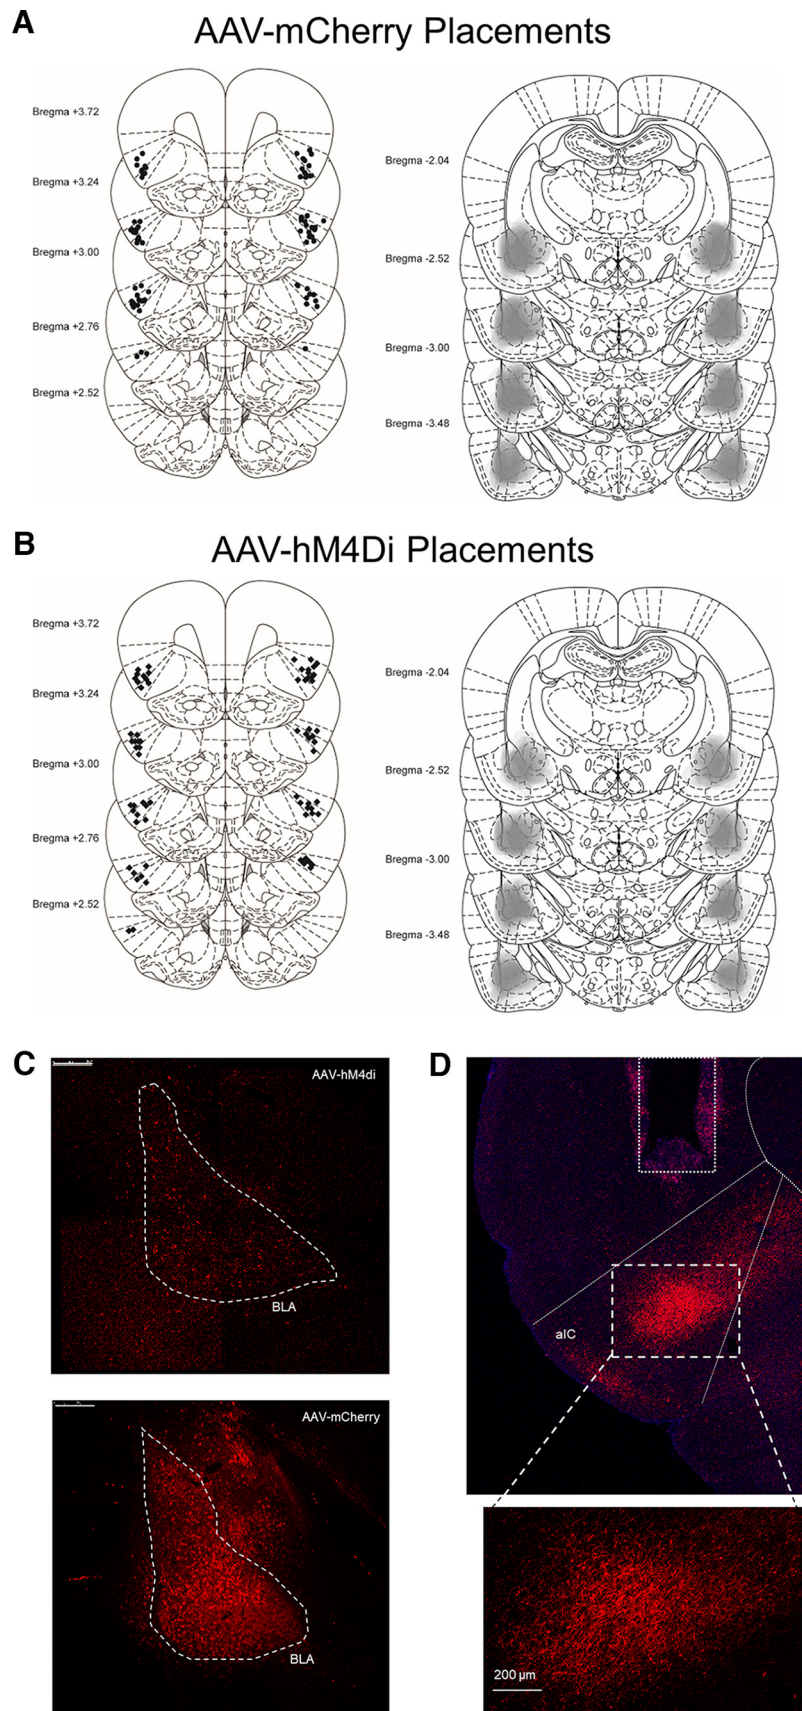 A
AAV-mCherry Placements
Bregma +3.72
Bregma +3.24
Bregma +3.00
Bregma +2.76
Bregma +2.52
Bregma -2.04
Bregma -2.52
Bregma -3.00
Bregma -3.48
B
AAV-hM4Di Placements
Bregma +3.72
Bregma +3.24
Bregma +3.00
Bregma +2.76
Bregma +2.52
Bregma -2.04
Bregma -2.52
Bregma -3.00
Bregma -3.48
C
AAV-hM4di
BLA
AAV-mCherry
BLA
D
aIC
200 µm